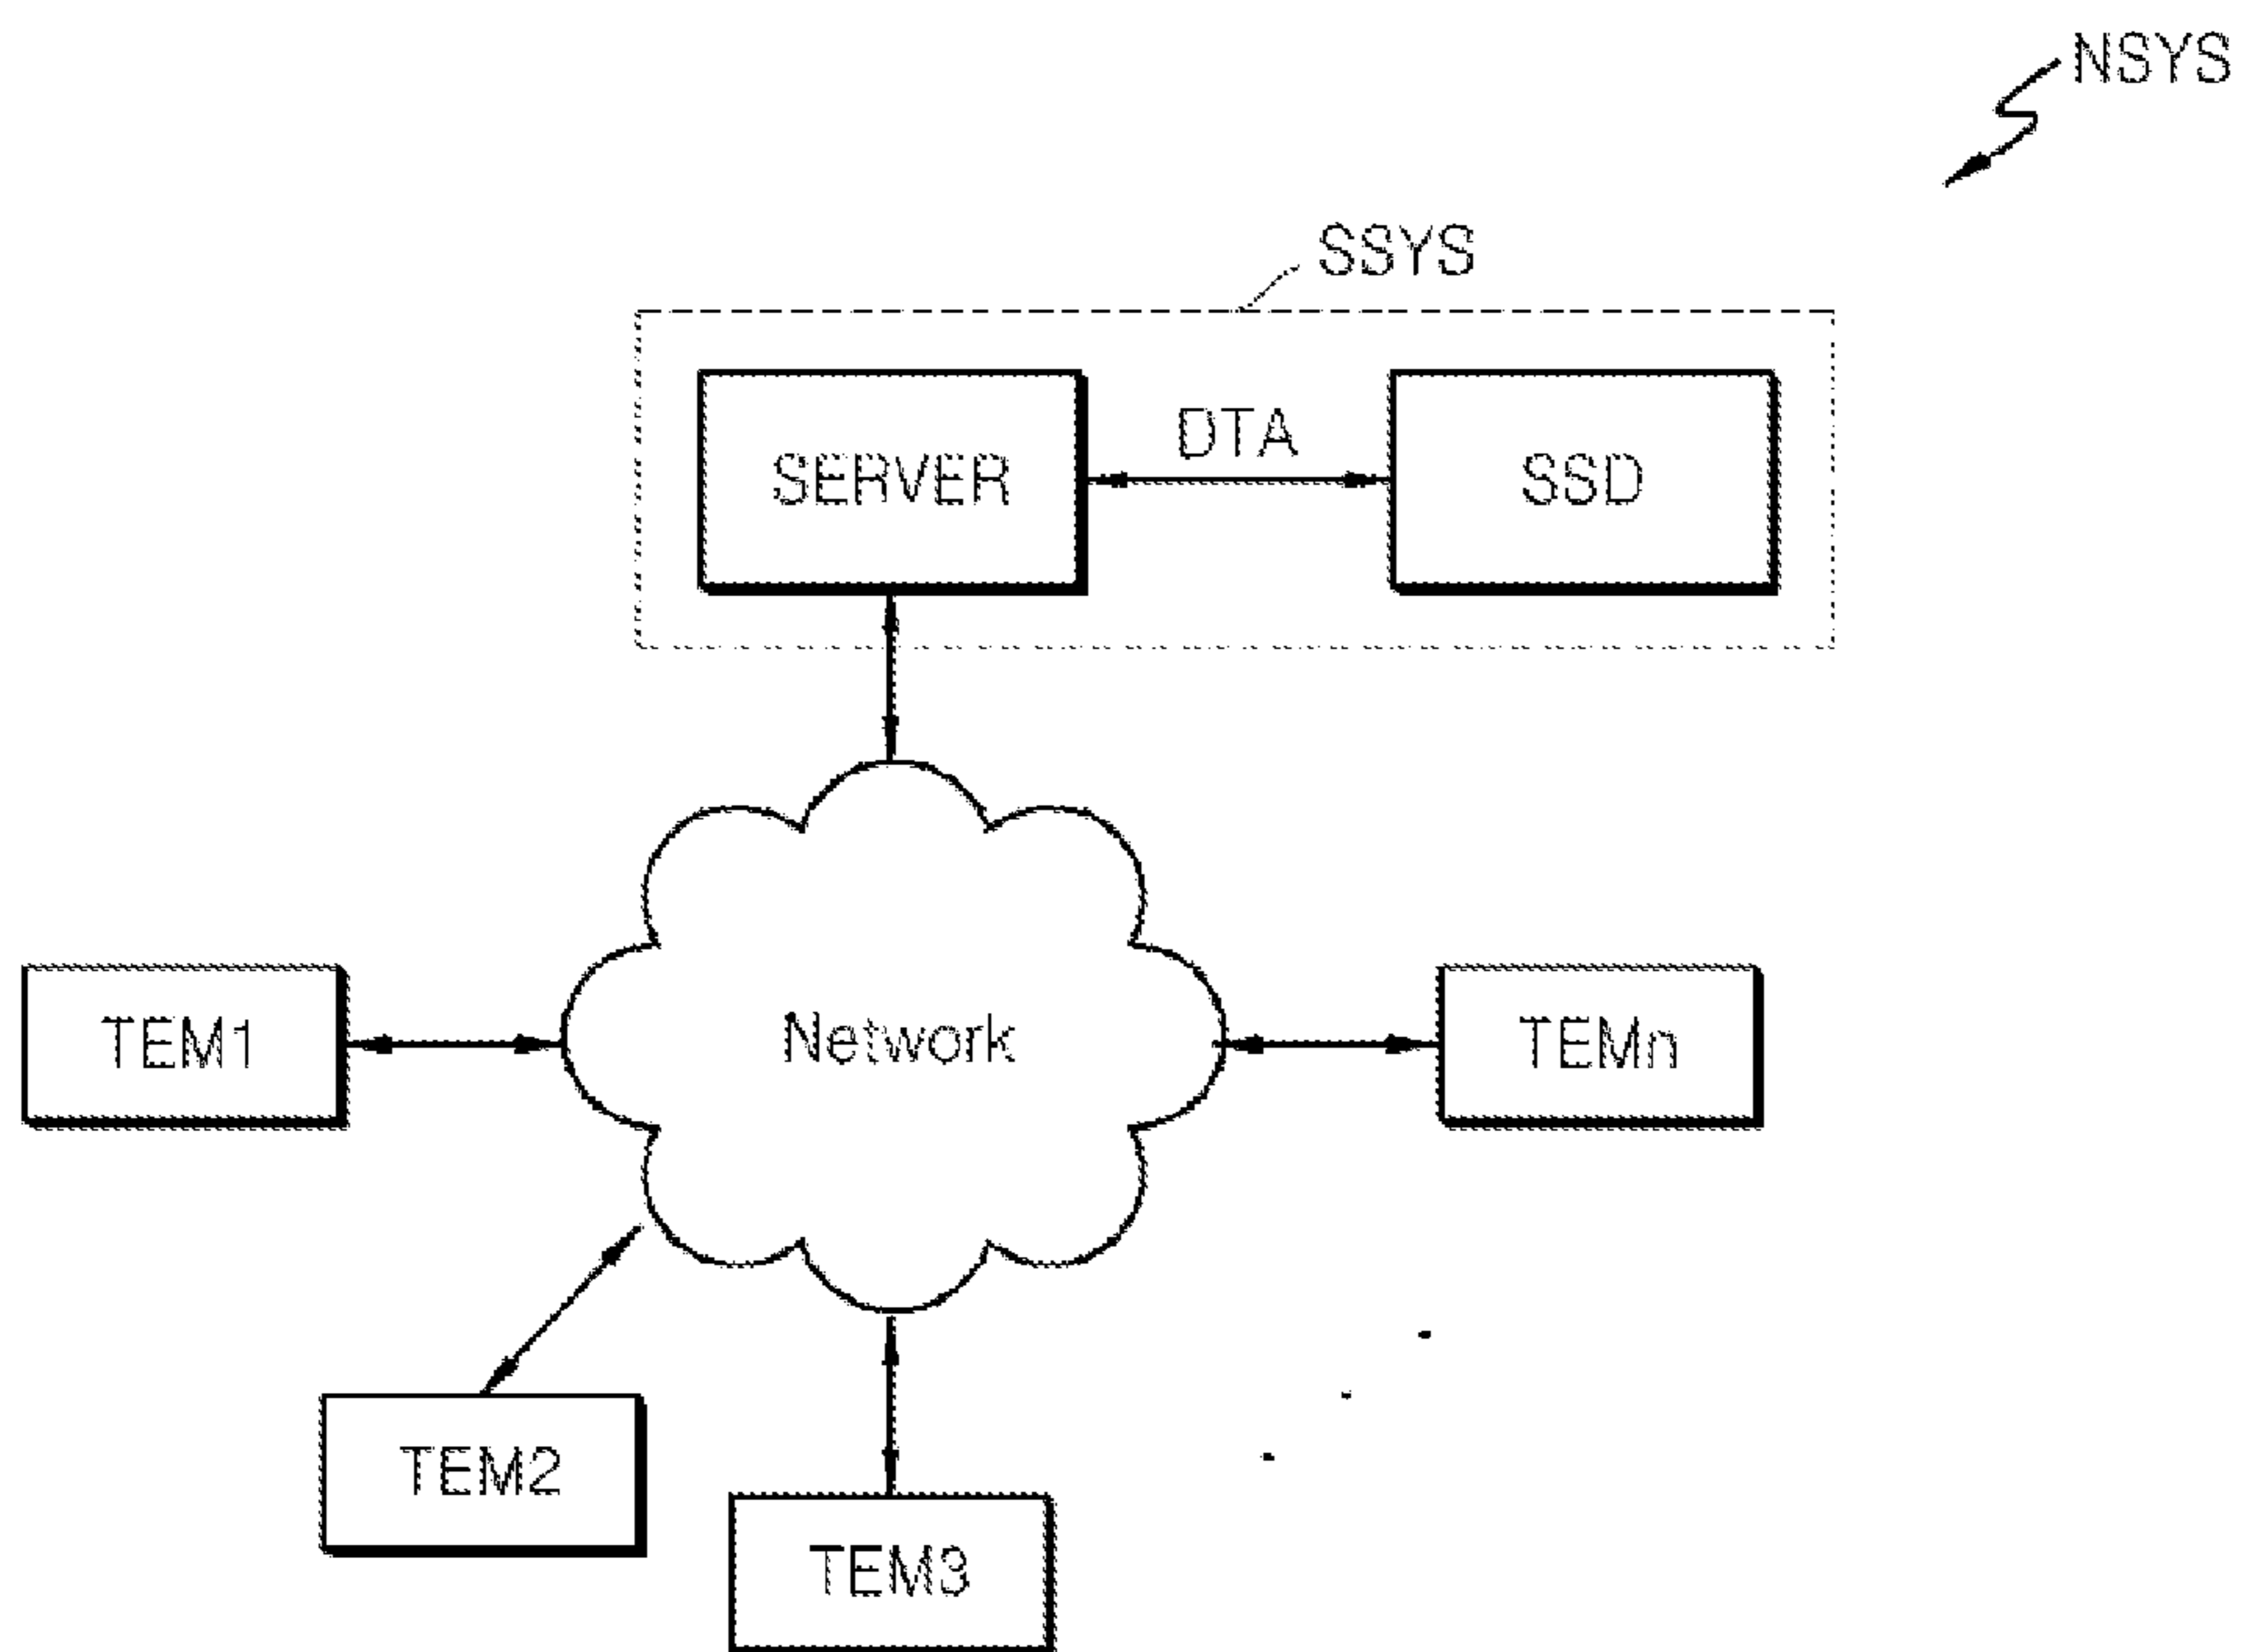 NSYS
SSYS
DTA
SERVER
SSD
Network
TEM1
TEMn
TEM2
TEM3